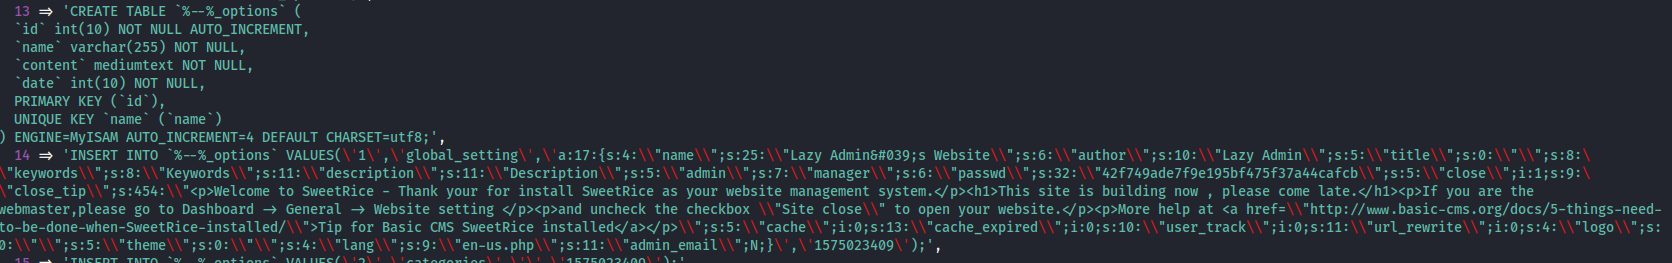 13 => 'CREATE TABLE `%--%_options` (
`id` int(10) NOT NULL AUTO_INCREMENT,
`name` varchar(255) NOT NULL,
`content` mediumtext NOT NULL,
`date` int(10) NOT NULL,
PRIMARY KEY (`id`),
UNIQUE KEY `name` (`name`)
) ENGINE=MyISAM AUTO_INCREMENT=4 DEFAULT CHARSET=utf8;',
14 => 'INSERT INTO `%--%_options` VALUES(\'1\',\'global_setting\',\'a:17:{s:4:\\"name\\";s:25:\\"Lazy Admin&#039;s Website\\";s:6:\\"author\\";s:10:\\"Lazy Admin\\";s:5:\\"title\\";s:0:\\"\\";s:8:\
\"keywords\\";s:8:\\"Keywords\\";s:11:\\"description\\";s:11:\\"Description\\";s:5:\\"admin\\";s:7:\\"manager\\";s:6:\\"passwd\\";s:32:\\"42f749ade7f9e195bf475f37a44cafcb\\";s:5:\\"close\\";i:1;s:9:\
\"close_tip\\";s:454:\\"<p>Welcome to SweetRice - Thank your for install SweetRice as your website management system.</p><h1>This site is building now , please come late.</h1><p>If you are the
webmaster,please go to Dashboard -> General -> Website setting </p><p>and uncheck the checkbox \\"Site close\\" to open your website.</p><p>More help at <a href=\\"http://www.basic-cms.org/docs/5-things-need-
to-be-done-when-SweetRice-installed/\\">Tip for Basic CMS SweetRice installed</a></p>\\";s:5:\\"cache\\";i:0;s:13:\\"cache_expired\\";i:0;s:10:\\"user_track\\";i:0;s:11:\\"url_rewrite\\";i:0;s:4:\\"logo\\";s:
0:\\"\\";s:5:\\"theme\\";s:0:\\"\\";s:4:\\"lang\\";s:9:\\"en-us.php\\";s:11:\\"admin_email\\";N;}\',\'1575023409\');',
15 => 'INSERT INTO `%--%_options` VALUES(\'2\',\'categories\',\'\',\'1575023409\');'